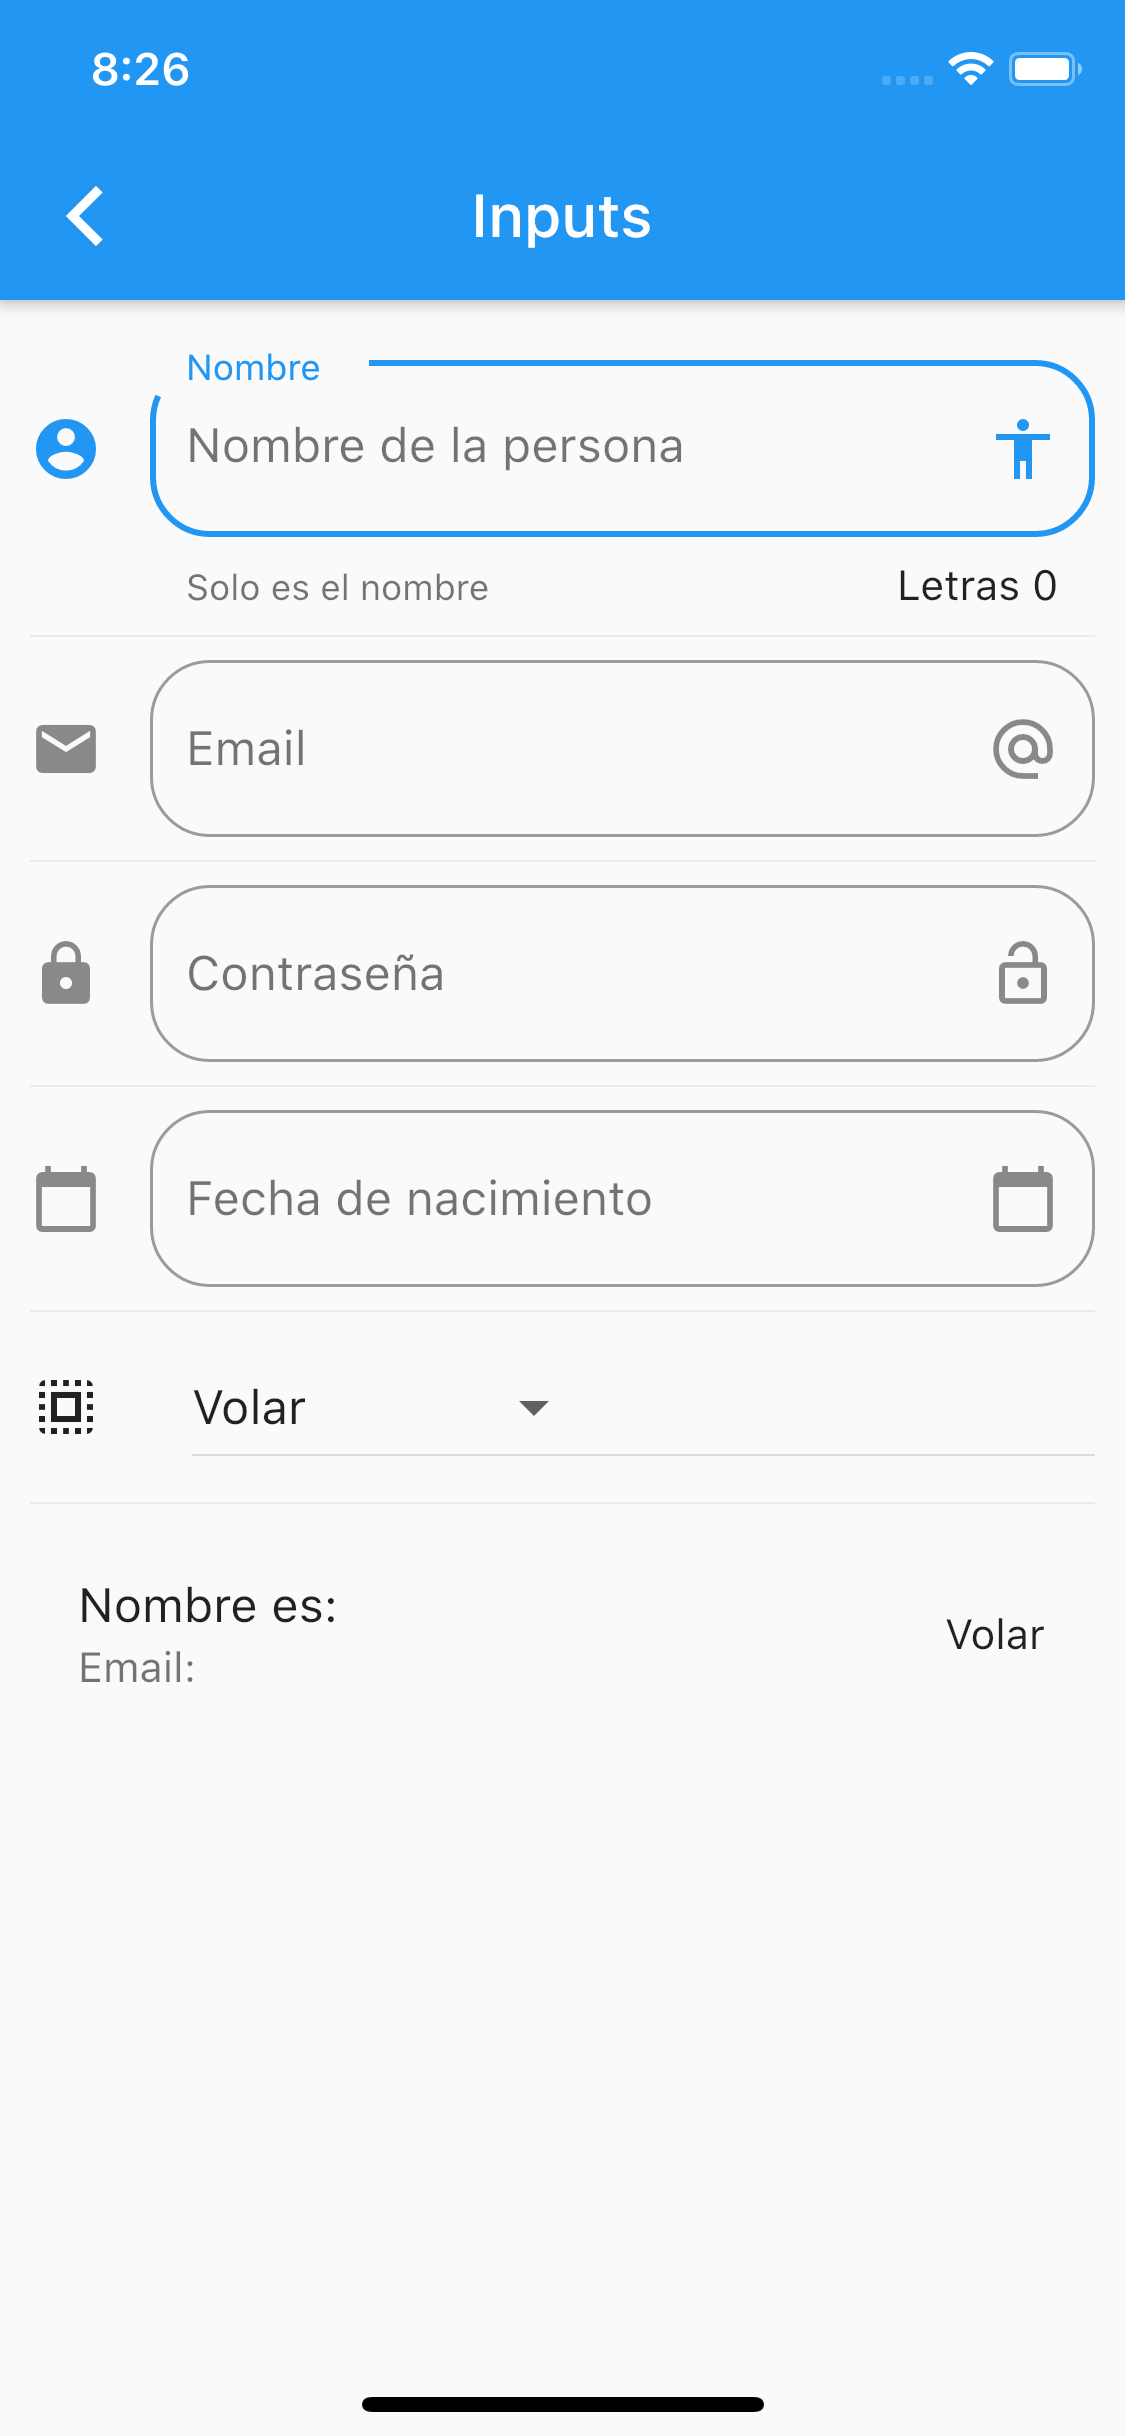 8:26
Inputs
Nombre
Nombre de la persona
Solo es el nombre
Letras 0
Email
Contraseña
Fecha de nacimiento
Volar
Nombre es:
Email:
Volar